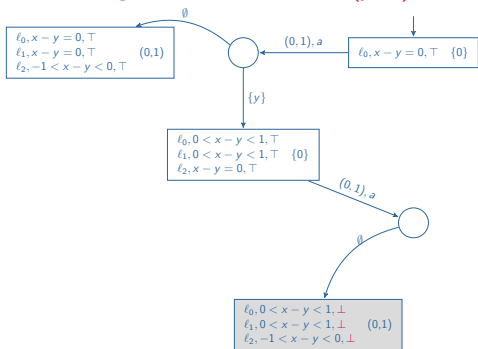 ∅
ℓ₀, x − y = 0, ⊤
ℓ₁, x − y = 0, ⊤ (0,1)
ℓ₂, −1 < x − y < 0, ⊤
(0, 1), a
ℓ₀, x − y = 0, ⊤ {0}
{y}
ℓ₀, 0 < x − y < 1, ⊤
ℓ₁, 0 < x − y < 1, ⊤ {0}
ℓ₂, x − y = 0, ⊤
(0, 1), a
∅
ℓ₀, 0 < x − y < 1, ⊥
ℓ₁, 0 < x − y < 1, ⊥ (0,1)
ℓ₂, −1 < x − y < 0, ⊥